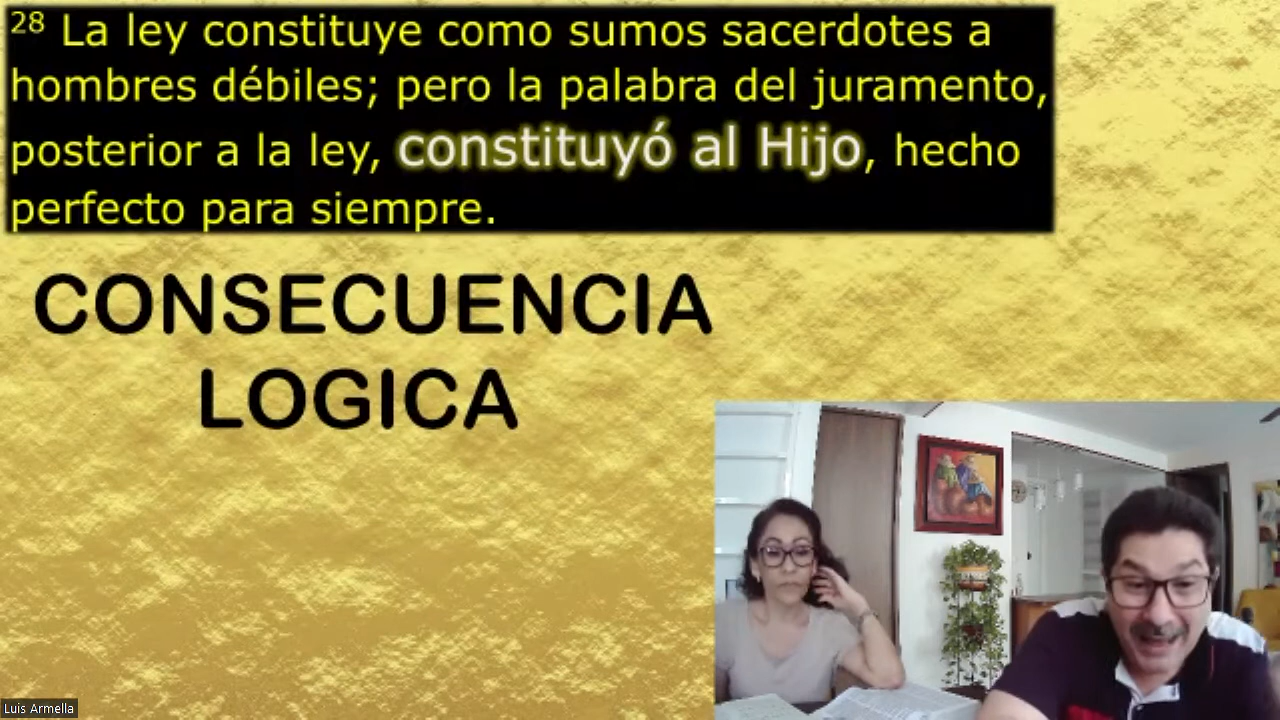 28 La ley constituye como sumos sacerdotes a
hombres débiles; pero la palabra del juramento,
posterior a la ley, constituyó al Hijo, hecho
perfecto para siempre.
CONSECUENCIA
LOGICA
Luis Armella